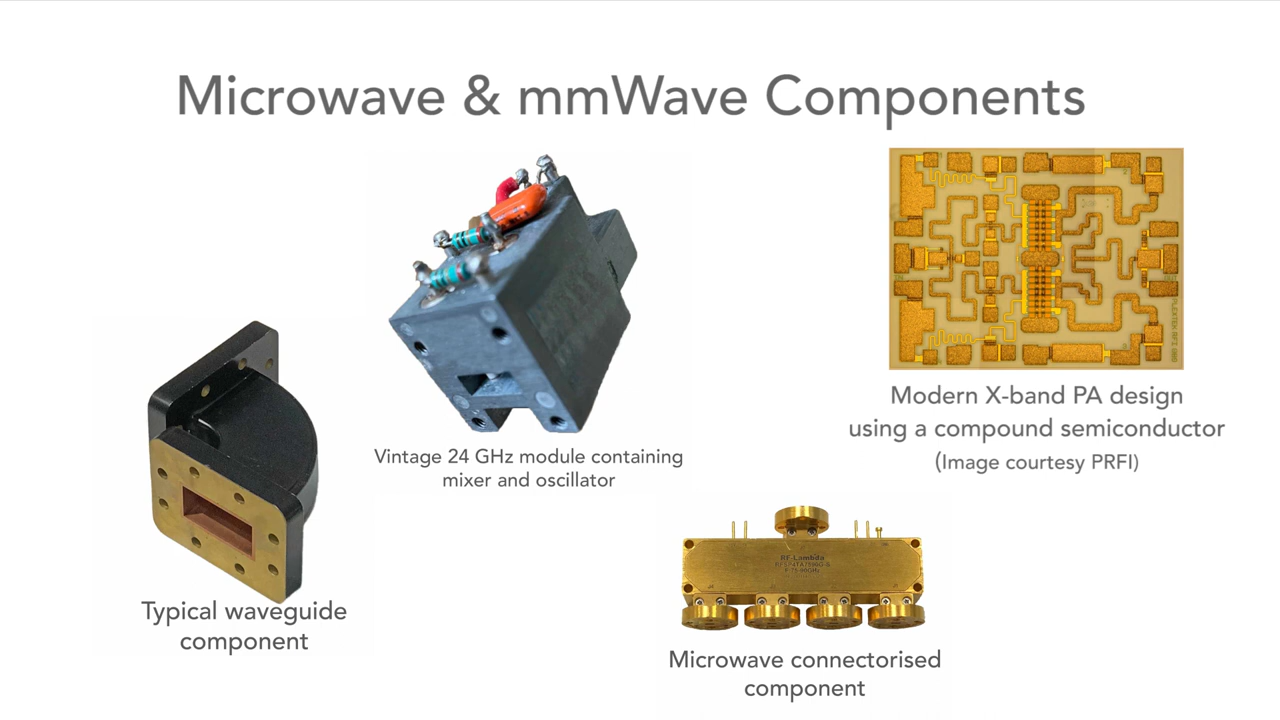 Microwave & mmWave Components
Vintage 24 GHz module containing
mixer and oscillator
Modern X-band PA design
using a compound semiconductor
(Image courtesy PRFI)
Typical waveguide
component
RF-Lambda
Microwave connectorised
component